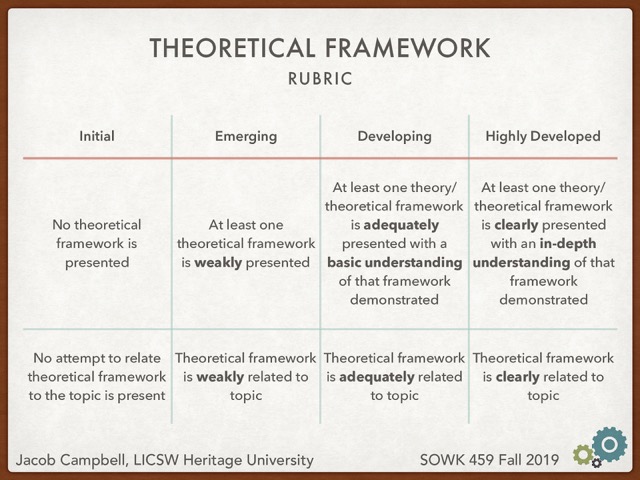 THEORETICAL FRAMEWORK
RUBRIC
Initial
Emerging
Developing
Highly Developed
No theoretical
framework is
presented
At least one
theoretical framework
is weakly presented
At least one theory/
theoretical framework
is adequately
presented with a
basic understanding
of that framework
demonstrated
At least one theory/
theoretical framework
is clearly presented
with an in-depth
understanding of that
framework
demonstrated
No attempt to relate
theoretical framework
to the topic is present
Theoretical framework
is weakly related to
topic
Theoretical framework
is adequately related
to topic
Theoretical framework
is clearly related to
topic
Jacob Campbell, LICSW Heritage University
SOWK 459 Fall 2019